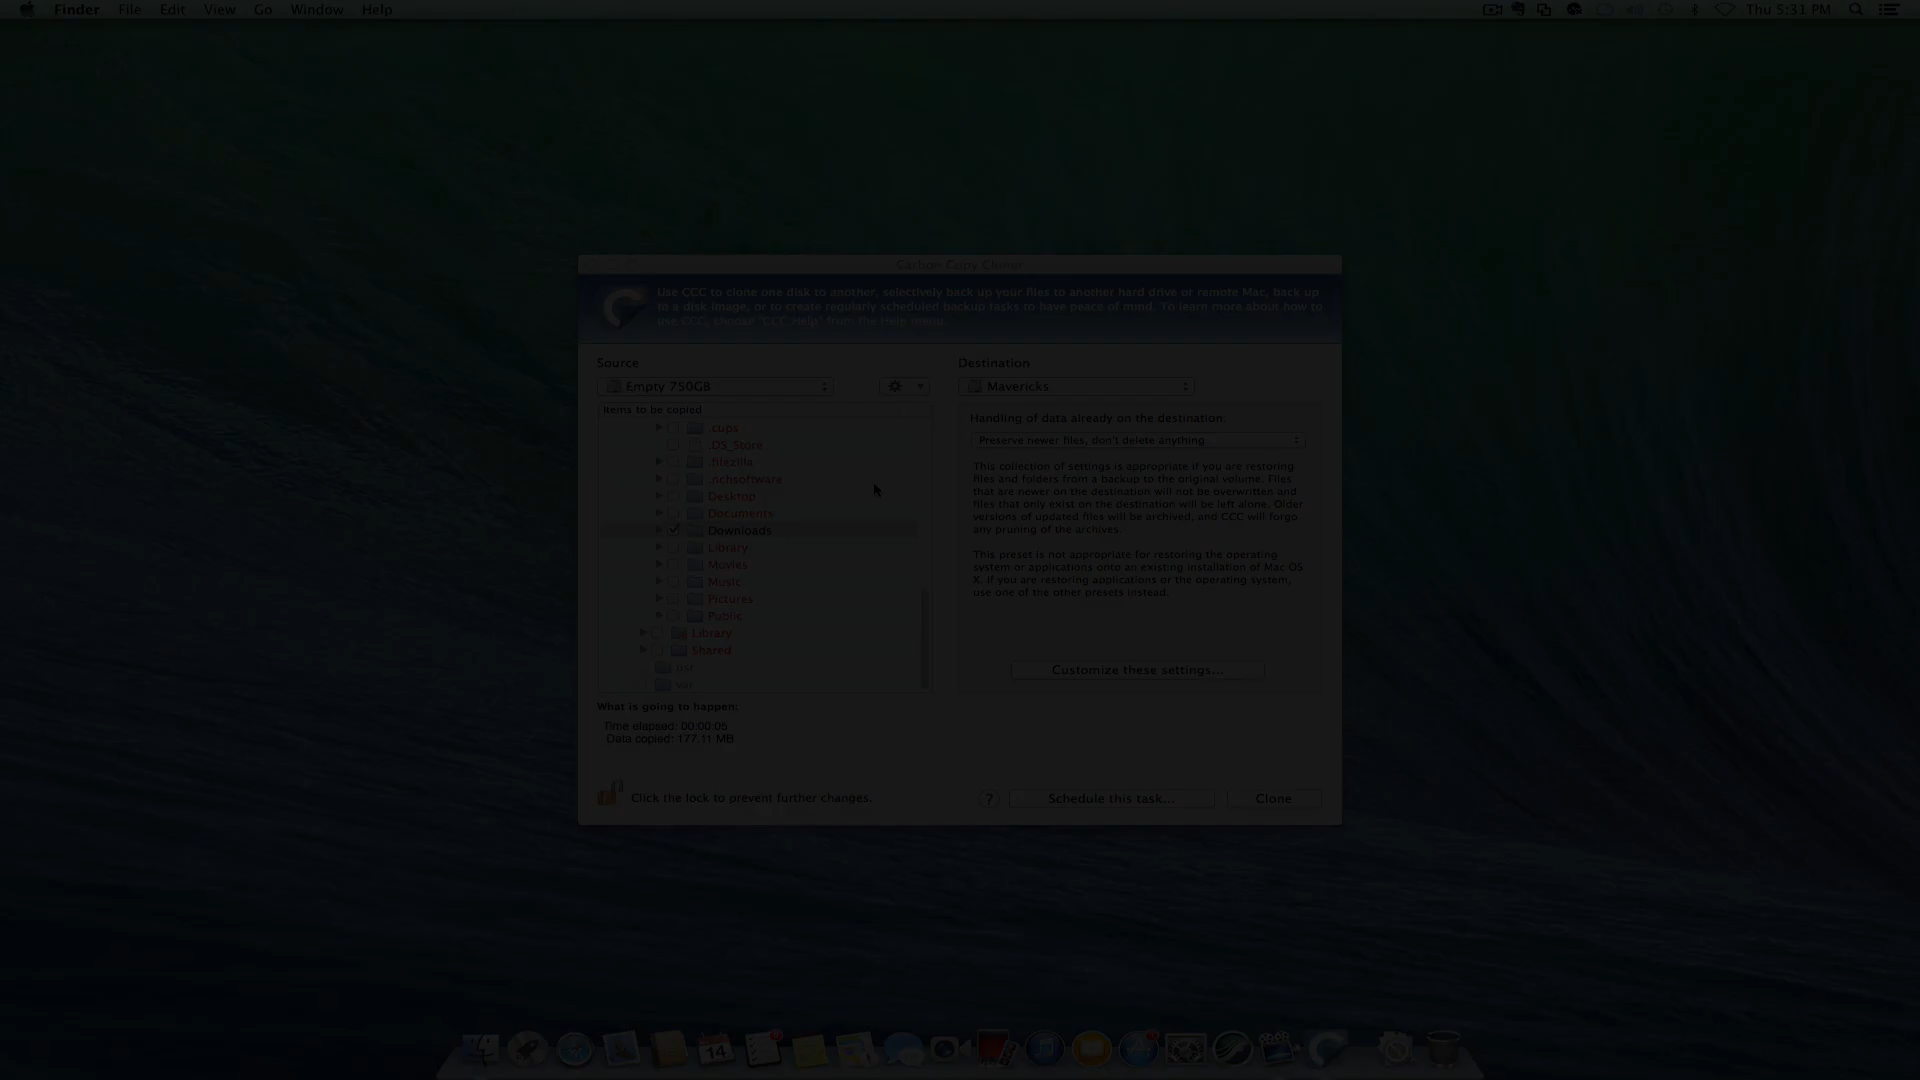 Finder File Edit View Go Window Help
Thu 5:31 PM
Carbon Copy Cloner
Use CCC to clone one disk to another, selectively back up your files to another hard drive or remote Mac, back up
to a disk image, or to create regularly scheduled backup tasks to have peace of mind. To learn more about how to
use CCC, choose "CCC Help" from the Help menu.
Source
Empty 750GB
Items to be copied
.cups
.DS_Store
.filezilla
.nchsoftware
Desktop
Documents
Downloads
Library
Movies
Music
Pictures
Public
Library
Shared
usr
var
Destination
Mavericks
Handling of data already on the destination:
Preserve newer files, don't delete anything
This collection of settings is appropriate if you are restoring
files and folders from a backup to the original volume. Files
that are newer on the destination will not be overwritten and
files that only exist on the destination will be left alone. Older
versions of updated files will be archived, and CCC will forgo
any pruning of the archives.
This preset is not appropriate for restoring the operating
system or applications onto an existing installation of Mac OS
X. If you are restoring applications or the operating system,
use one of the other presets instead.
Customize these settings...
What is going to happen:
Time elapsed: 00:00:05
Data copied: 177.11 MB
Click the lock to prevent further changes.
?
Schedule this task...
Clone
14